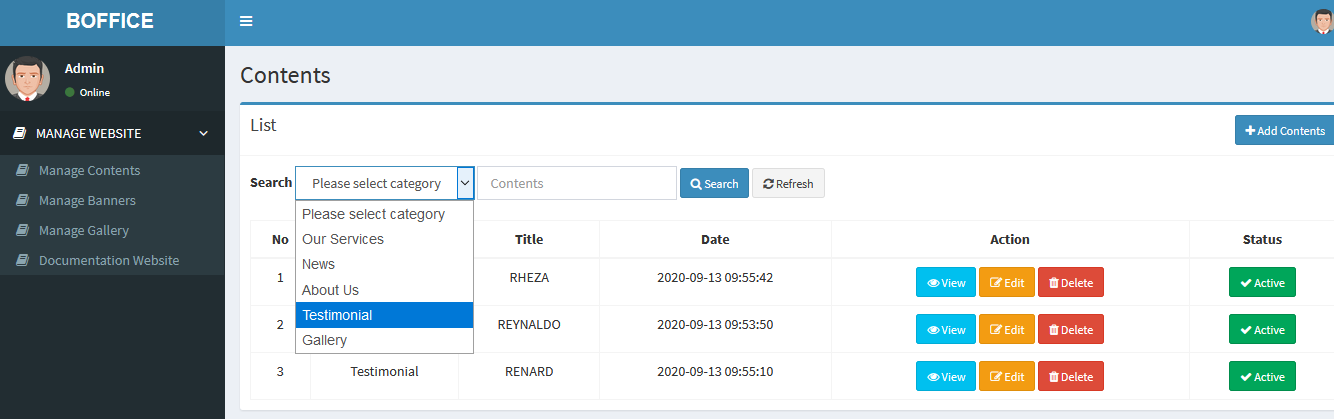 BOFFICE
Admin
Online
MANAGE WEBSITE
Manage Contents
Manage Banners
Manage Gallery
Documentation Website
Contents
List
Add Contents
Search Please select category Contents Search Refresh
Please select category
Our Services
News
About Us
Testimonial
Gallery
No Title Date Action Status
1 RHEZA 2020-09-13 09:55:42 View Edit Delete Active
2 REYNALDO 2020-09-13 09:53:50 View Edit Delete Active
3 Testimonial RENARD 2020-09-13 09:55:10 View Edit Delete Active